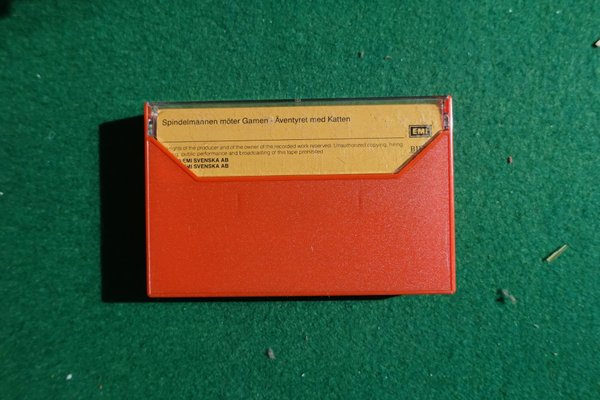 Spindelmannen möter Gamen - Äventyret med Katten
EMI
rights of the producer and of the owner of the recorded work reserved. Unauthorized copying, hiring
public performance and broadcasting of this tape prohibited
EMI SVENSKA AB
EMI SVENSKA AB